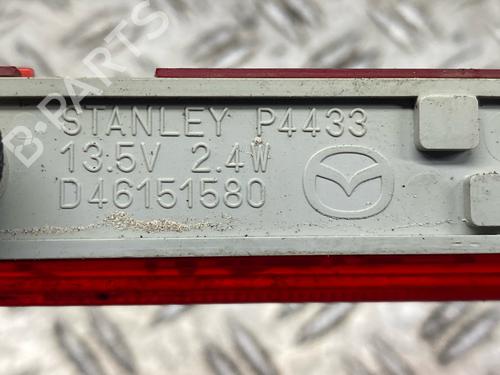 STANLEY P4433
13.5V 2.4W
D46151580
B-PARTS